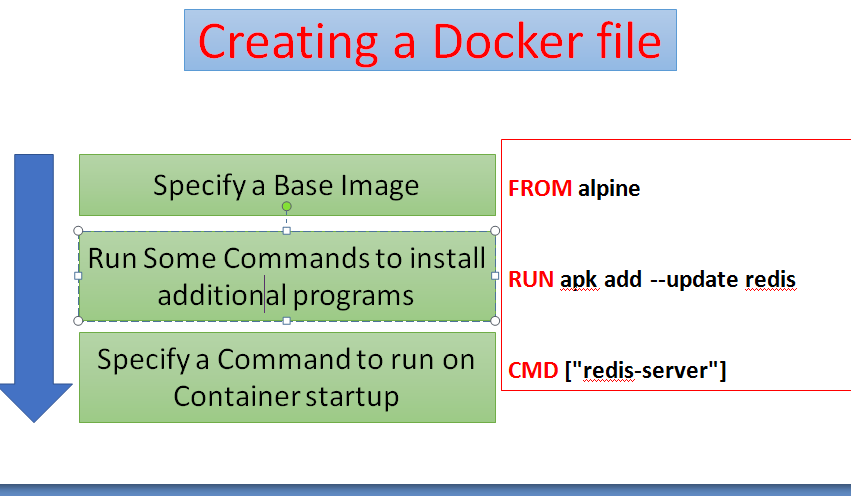 Creating a Docker file
Specify a Base Image
FROM alpine
Run Some Commands to install
additional programs
RUN apk add --update redis
Specify a Command to run on
Container startup
CMD ["redis-server"]